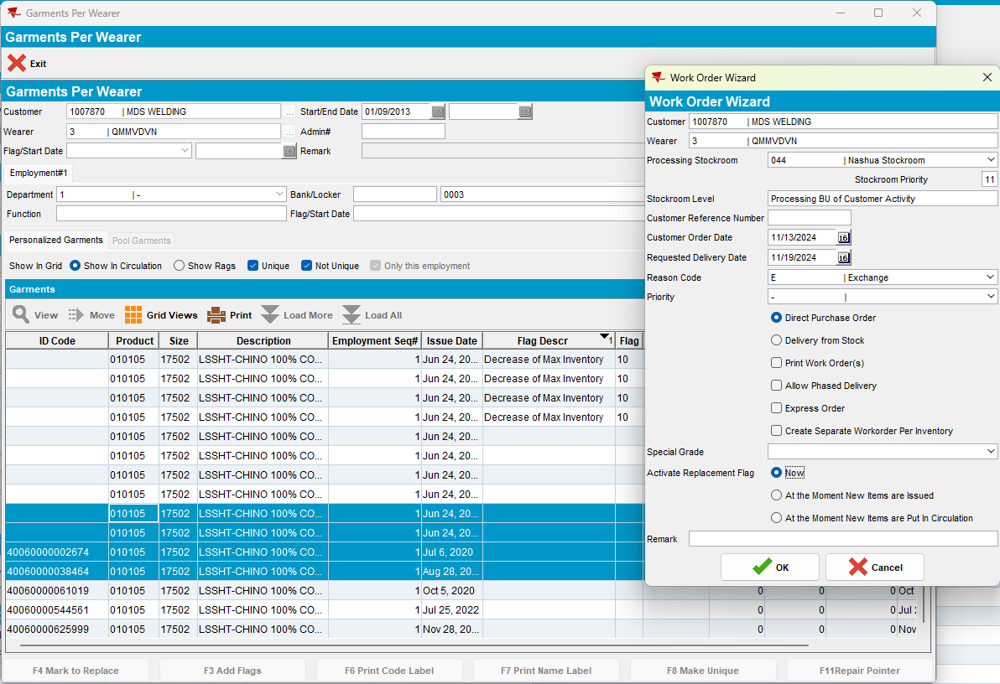 Garments Per Wearer
Garments Per Wearer
Exit
Garments Per Wearer
Customer 1007870 | MDS WELDING ... Start/End Date 01/09/2013 16 16
Wearer 3 | QMMVDVN ... Admin#
Flag/Start Date 16 Remark
Employment#1
Department 1 | - Bank/Locker 0003
Function Flag/Start Date
Personalized Garments Pool Garments
Show In Grid Show In Circulation Show Rags Unique Not Unique Only this employment
Garments
View Move Grid Views Print Load More Load All
ID Code Product Size Description Employment Seq# Issue Date Flag Descr 1 Flag
010105 17502 LSSHT-CHINO 100% CO... 1 Jun 24, 20... Decrease of Max Inventory 10
010105 17502 LSSHT-CHINO 100% CO... 1 Jun 24, 20... Decrease of Max Inventory 10
010105 17502 LSSHT-CHINO 100% CO... 1 Jun 24, 20... Decrease of Max Inventory 10
010105 17502 LSSHT-CHINO 100% CO... 1 Jun 24, 20... Decrease of Max Inventory 10
010105 17502 LSSHT-CHINO 100% CO... 1 Jun 24, 20...
010105 17502 LSSHT-CHINO 100% CO... 1 Jun 24, 20...
010105 17502 LSSHT-CHINO 100% CO... 1 Jun 24, 20...
010105 17502 LSSHT-CHINO 100% CO... 1 Jun 24, 20...
010105 17502 LSSHT-CHINO 100% CO... 1 Jun 24, 20...
010105 17502 LSSHT-CHINO 100% CO... 1 Jun 24, 20...
40060000002674 010105 17502 LSSHT-CHINO 100% CO... 1 Jul 6, 2020
40060000038464 010105 17502 LSSHT-CHINO 100% CO... 1 Aug 28, 20...
40060000061019 010105 17502 LSSHT-CHINO 100% CO... 1 Oct 5, 2020 0 0 0 Oct
40060000544561 010105 17502 LSSHT-CHINO 100% CO... 1 Jul 25, 2022 0 0 0 Jul
40060000625999 010105 17502 LSSHT-CHINO 100% CO... 1 Nov 28, 20... 0 0 0 Nov
F4 Mark to Replace F3 Add Flags F6 Print Code Label F7 Print Name Label F8 Make Unique F11Repair Pointer
Work Order Wizard
Work Order Wizard
Customer 1007870 | MDS WELDING
Wearer 3 | QMMVDVN
Processing Stockroom 044 | Nashua Stockroom
Stockroom Priority 11
Stockroom Level Processing BU of Customer Activity
Customer Reference Number
Customer Order Date 11/13/2024 16
Requested Delivery Date 11/19/2024 16
Reason Code E | Exchange
Priority - |
Direct Purchase Order
Delivery from Stock
Print Work Order(s)
Allow Phased Delivery
Express Order
Create Separate Workorder Per Inventory
Special Grade
Activate Replacement Flag Now
At the Moment New Items are Issued
At the Moment New Items are Put In Circulation
Remark
OK Cancel